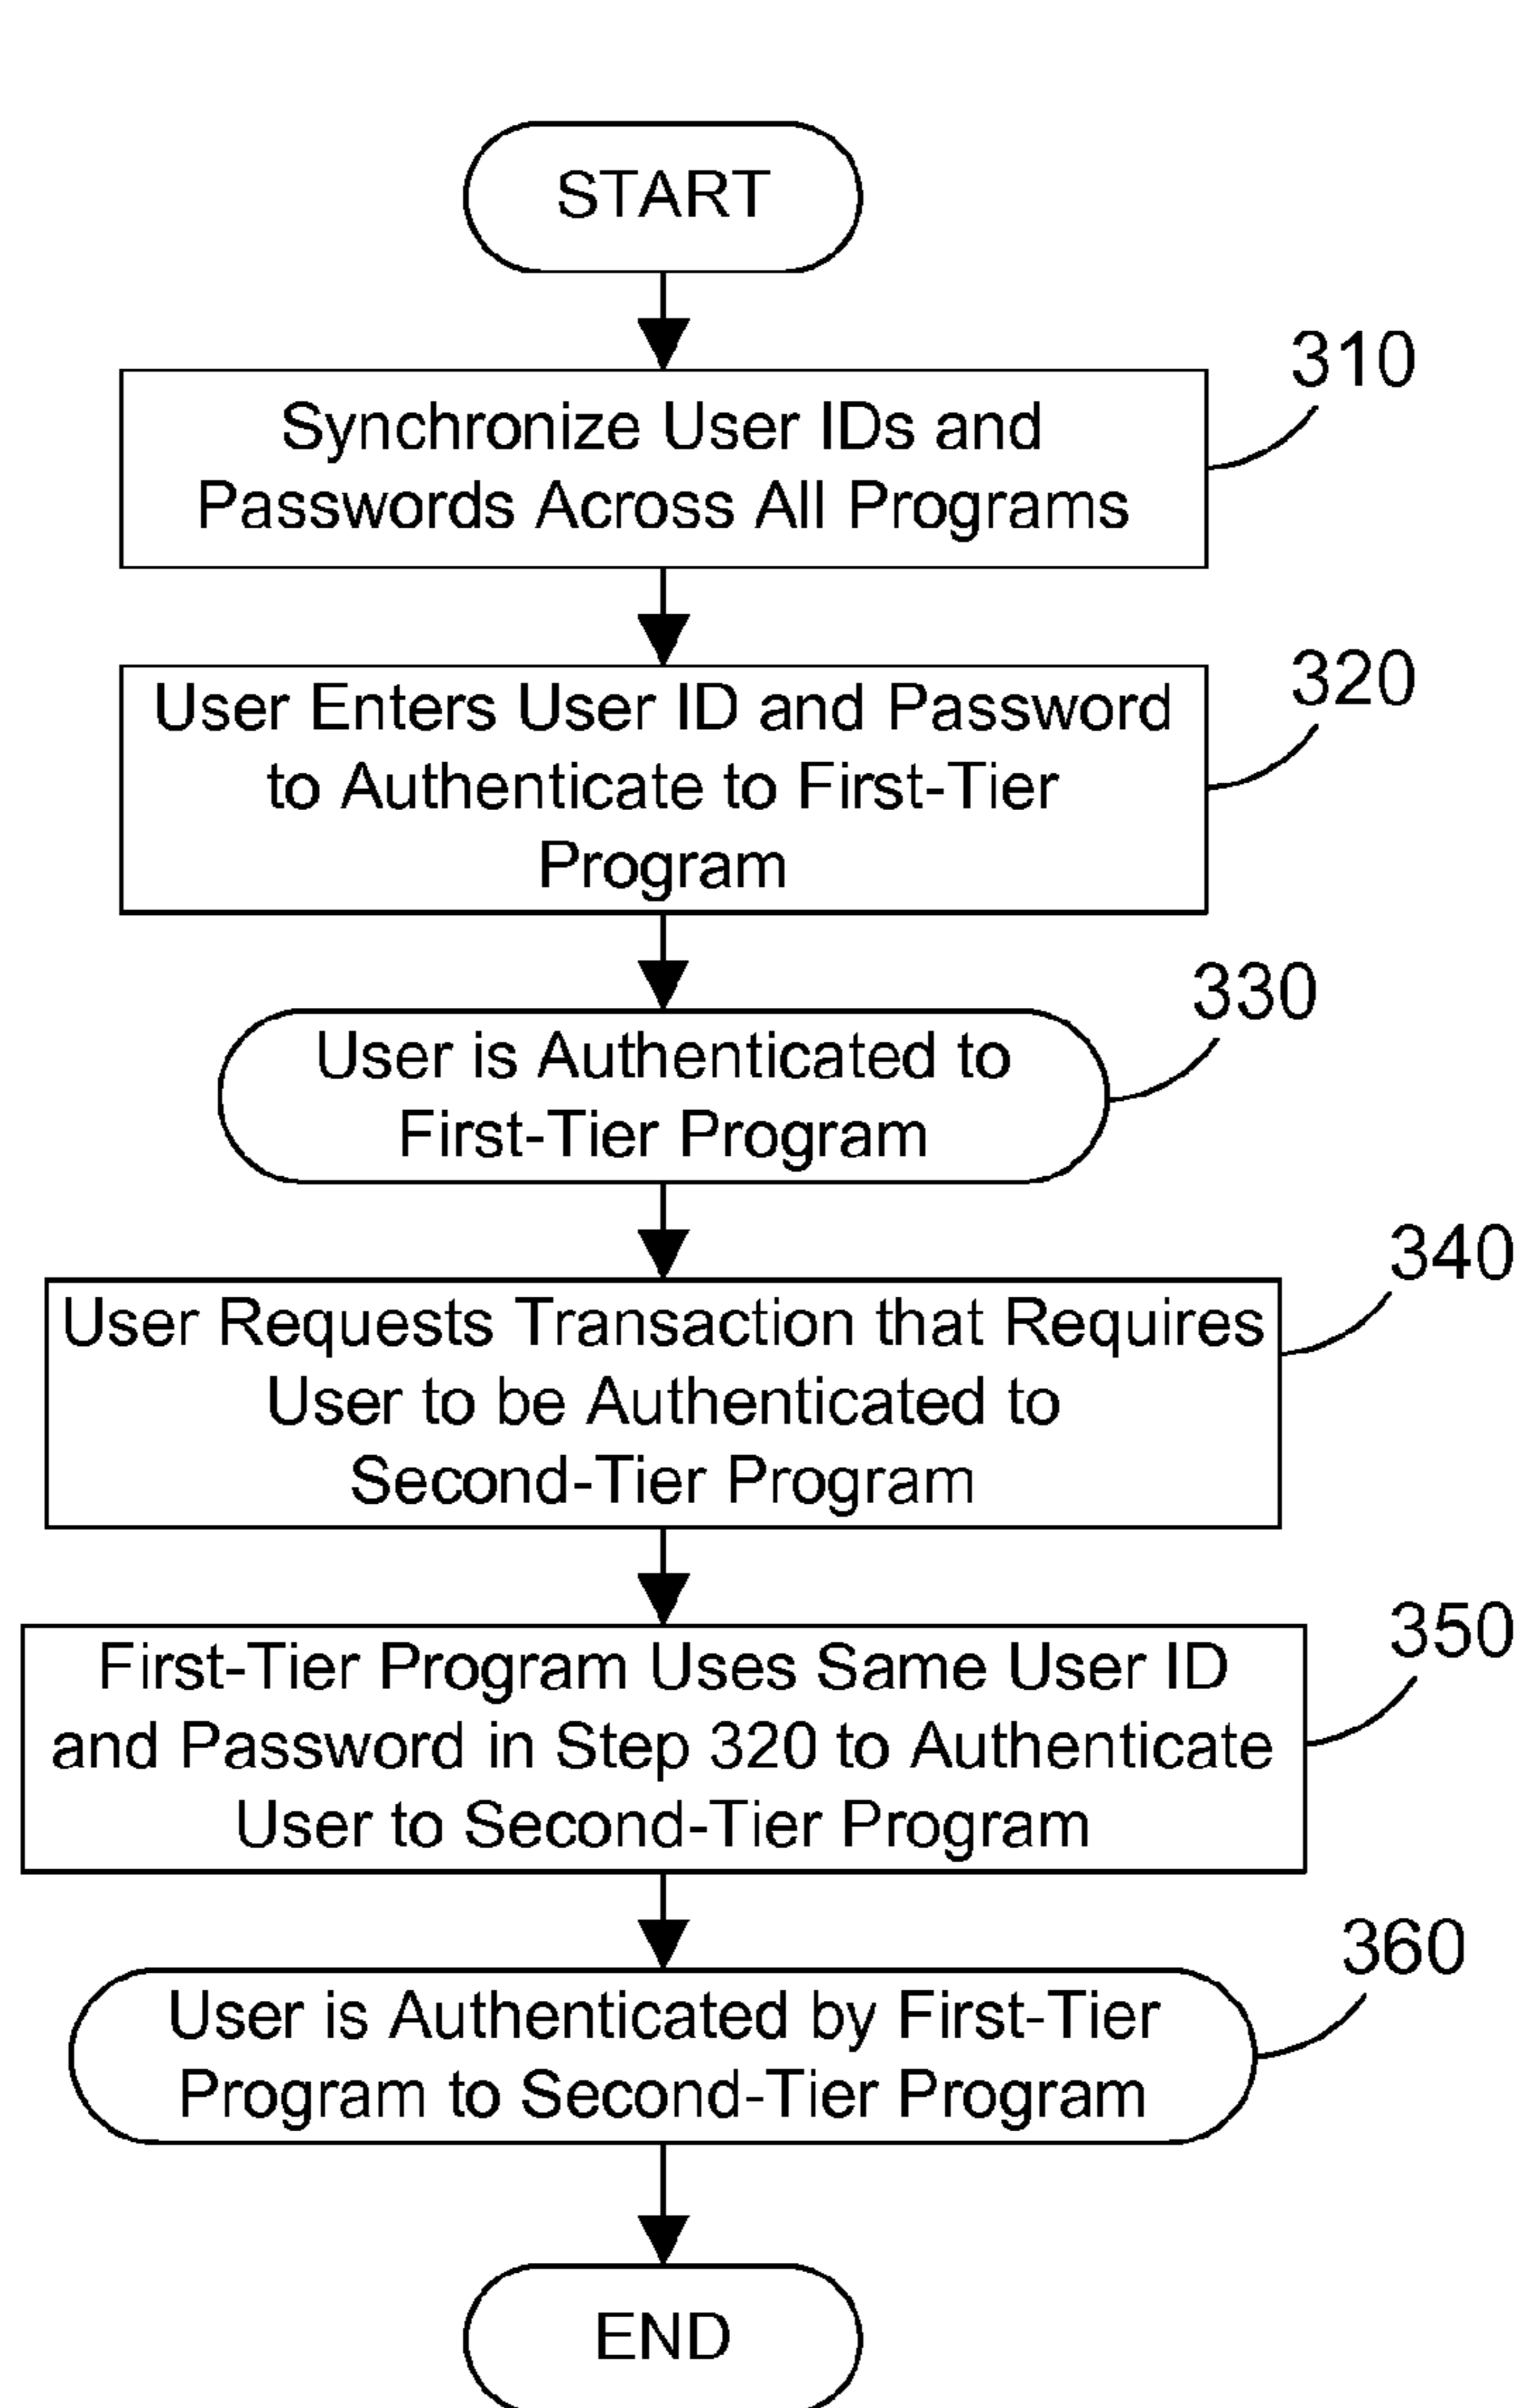 START
310
Synchronize User IDs and
Passwords Across All Programs
320
User Enters User ID and Password
to Authenticate to First-Tier
Program
330
User is Authenticated to
First-Tier Program
340
User Requests Transaction that Requires
User to be Authenticated to
Second-Tier Program
350
First-Tier Program Uses Same User ID
and Password in Step 320 to Authenticate
User to Second-Tier Program
360
User is Authenticated by First-Tier
Program to Second-Tier Program
END